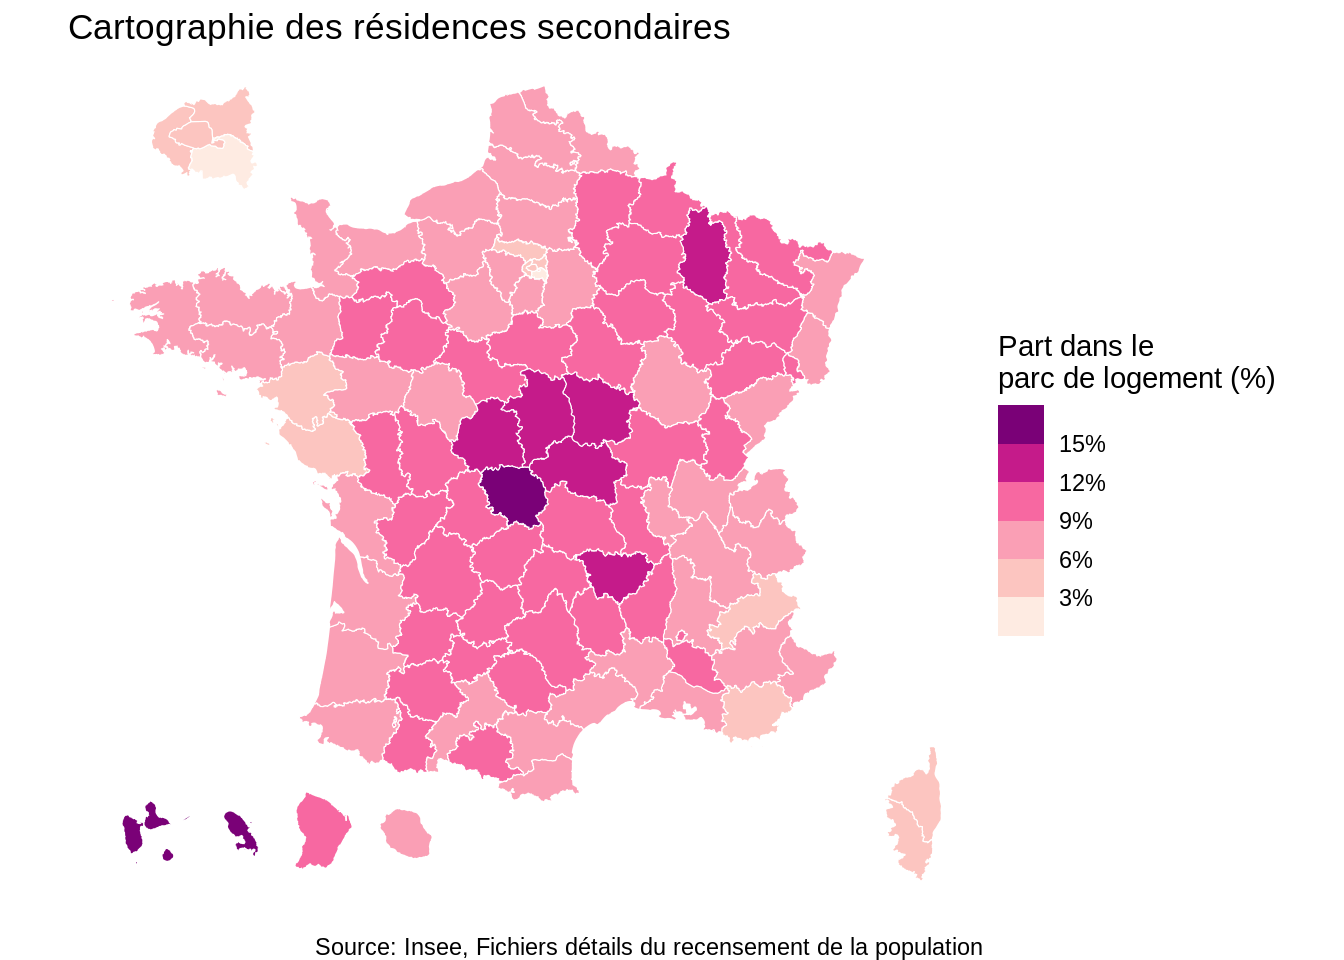 Cartographie des résidences secondaires
Part dans le
parc de logement (%)
15%
12%
9%
6%
3%
Source: Insee, Fichiers détails du recensement de la population